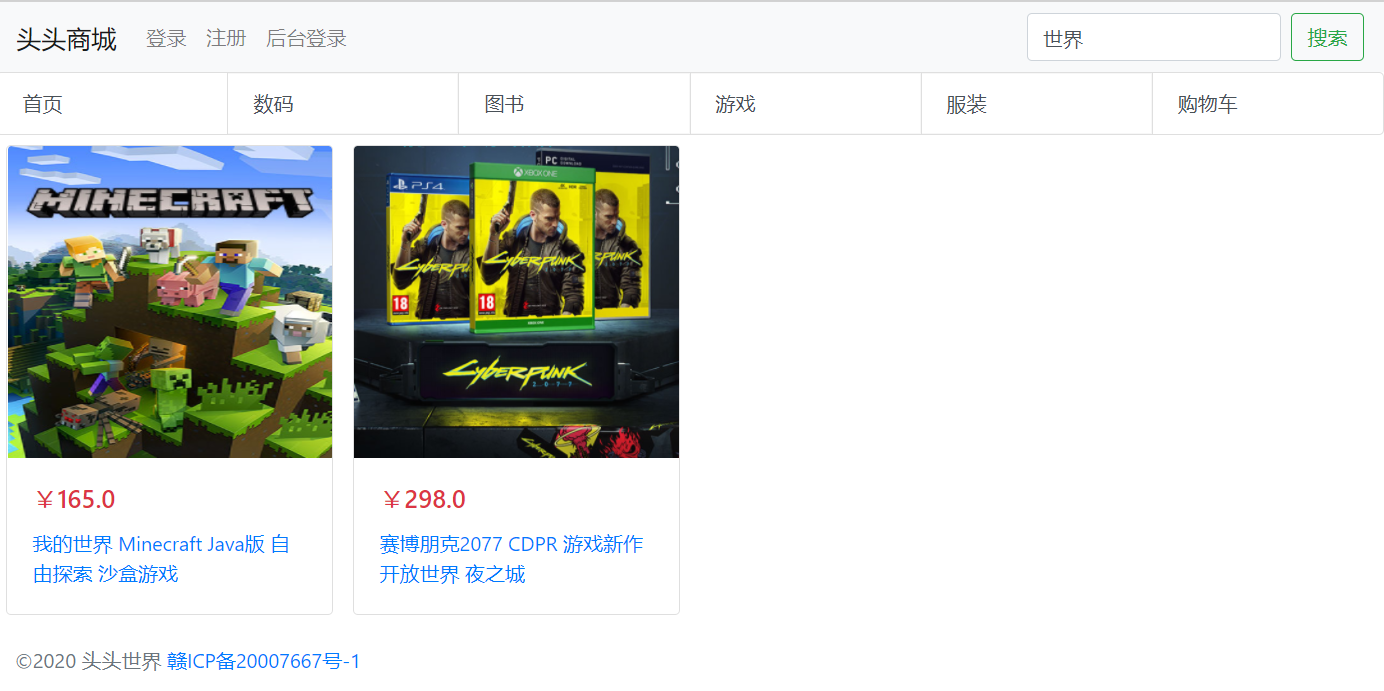 头头商城 登录 注册 后台登录 世界 搜索
首页 数码 图书 游戏 服装 购物车
MINECRAFT
PC DIGITAL DOWNLOAD
XBOX ONE
PS4
Cyberpunk Cyberpunk
2077
18 18
Cyberpunk
2077
￥165.0 ￥298.0
我的世界 Minecraft Java版 自
由探索 沙盒游戏
赛博朋克2077 CDPR 游戏新作
开放世界 夜之城
©2020 头头世界 赣ICP备20007667号-1